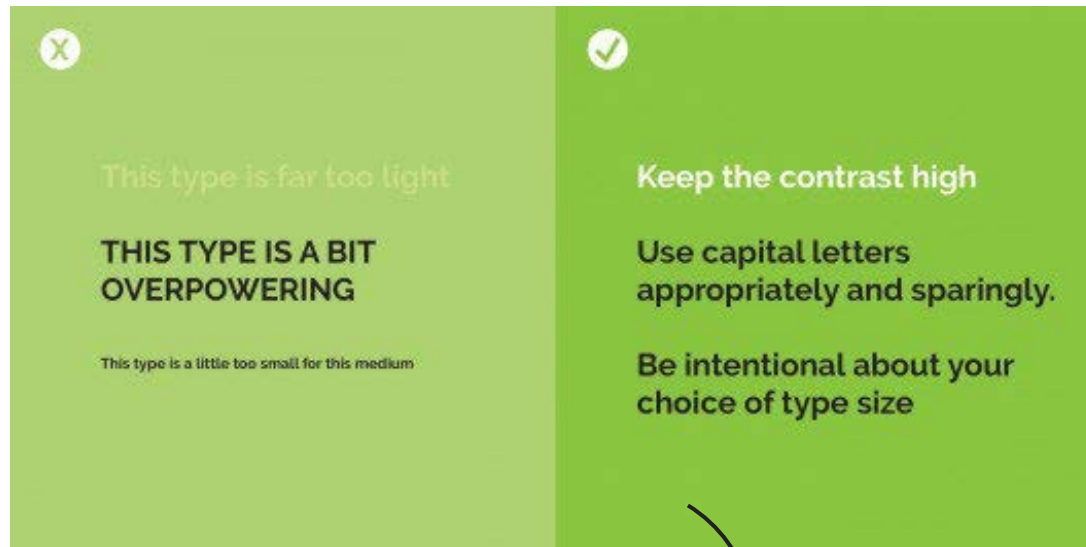 X
This type is far too light
THIS TYPE IS A BIT
OVERPOWERING
This type is a little too small for this medium
Keep the contrast high
Use capital letters
appropriately and sparingly.
Be intentional about your
choice of type size